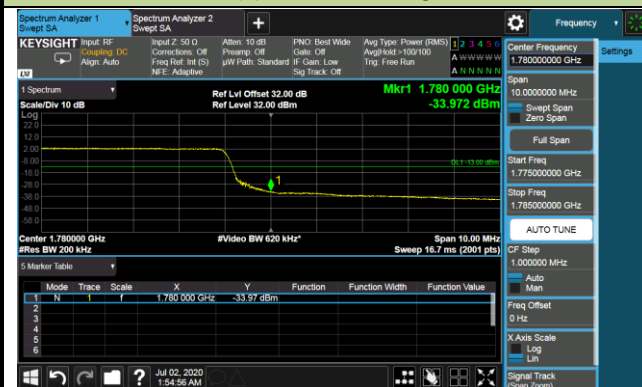 Spectrum Analyzer 1
Swept SA
Spectrum Analyzer 2
Swept SA
+
Frequency
KEYSIGHT
Input: RF
Coupling: DC
Align: Auto
Input Z: 50 Ω
Corrections: Off
Freq Ref: Int (S)
NFE: Adaptive
Atten: 10 dB
Preamp: Off
µW Path: Standard
PNO: Best Wide
Gate: Off
IF Gain: Low
Sig Track: Off
Avg Type: Power (RMS)
Avg|Hold: >100/100
Trig: Free Run
1 2 3 4 5 6
A W W W W W
A N N N N N
LXI
1 Spectrum
Scale/Div 10 dB
Ref Lvl Offset 32.00 dB
Ref Level 32.00 dBm
Mkr1 1.780 000 GHz
-33.972 dBm
Log
22.0
12.0
2.00
-8.00
-18.0
-28.0
-38.0
-48.0
-58.0
DL1 -13.00 dBm
1
Center 1.780000 GHz
#Res BW 200 kHz
#Video BW 620 kHz*
Span 10.00 MHz
Sweep 16.7 ms (2001 pts)
5 Marker Table
Mode Trace Scale X Y Function Function Width Function Value
1 N 1 f 1.780 000 GHz -33.97 dBm
2
3
4
5
6
Jul 02, 2020
1:54:56 AM
?
Center Frequency
1.780000000 GHz
Settings
Span
10.0000000 MHz
Swept Span
Zero Span
Full Span
Start Freq
1.775000000 GHz
Stop Freq
1.785000000 GHz
AUTO TUNE
CF Step
1.000000 MHz
Auto
Man
Freq Offset
0 Hz
X Axis Scale
Log
Lin
Signal Track
(Span Zoom)